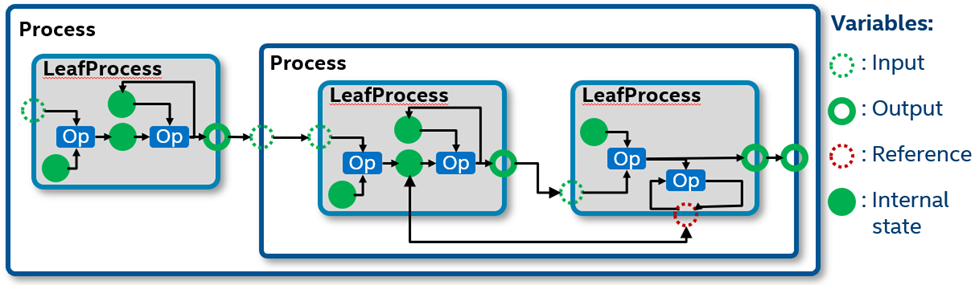 Process
Variables:
LeafProcess
Op
Op
Process
LeafProcess
Op
Op
LeafProcess
Op
Op
: Input
: Output
: Reference
: Internal
state